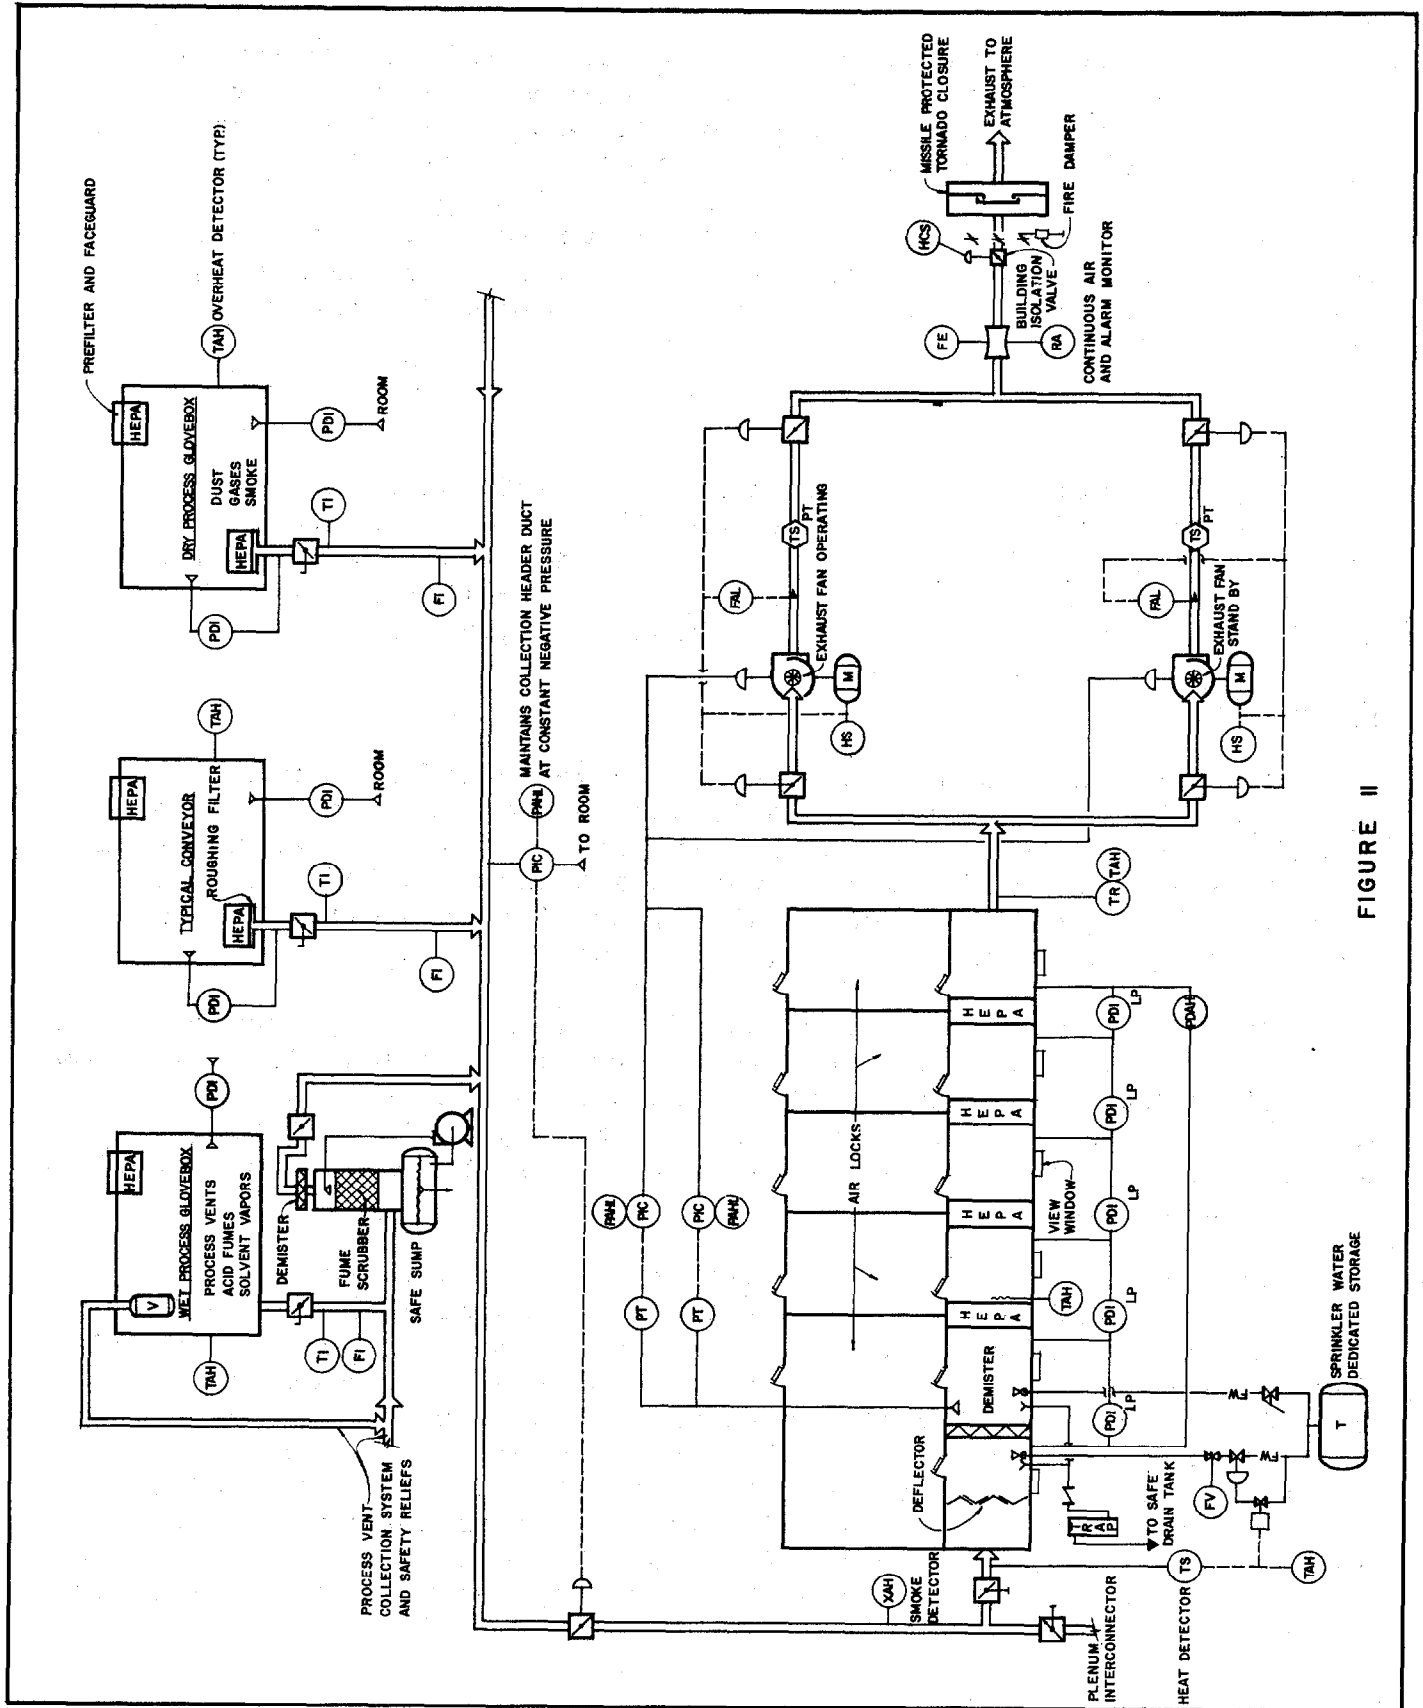 PREFILTER AND FACEGUARD
HEPA
DRY PROCESS GLOVEBOX
DUST
GASES
SMOKE
HEPA
TAH
OVERHEAT DETECTOR (TYP.)
PDI
ROOM
TI
FI
PDI
HEPA
TYPICAL CONVEYOR
ROUGHING FILTER
HEPA
TAH
PDI
ROOM
TI
FI
PDI
PDI
HEPA
WET PROCESS GLOVEBOX
PROCESS VENTS
ACID FUMES
SOLVENT VAPORS
V
TAH
TI
FI
DEMISTER
FUME
SCRUBBER
SAFE SUMP
PROCESS VENT
COLLECTION SYSTEM
AND SAFETY RELIEFS
MAINTAINS COLLECTION HEADER DUCT
AT CONSTANT NEGATIVE PRESSURE
PAHL
PIC
TO ROOM
XAH
SMOKE
DETECTOR
PLENUM
INTERCONNECTOR
HEAT DETECTOR
TS
TAH
DEFLECTOR
DEMISTER
HEPA
HEPA
HEPA
HEPA
AIR LOCKS
VIEW
WINDOW
TAH
PDI
LP
PDI
LP
PDI
LP
PDI
LP
PDI
LP
PDAH
TRAP
TO SAFE
DRAIN TANK
FV
FW
FW
T
SPRINKLER WATER
DEDICATED STORAGE
PAHL
PIC
PIC
PAHL
PT
PT
TR
TAH
HS
M
EXHAUST FAN OPERATING
FAL
TS
PT
HS
M
EXHAUST FAN
STAND BY
FAL
TS
PT
FE
RA
CONTINUOUS AIR
AND ALARM MONITOR
BUILDING
ISOLATION
VALVE
HCS
FIRE DAMPER
MISSILE PROTECTED
TORNADO CLOSURE
EXHAUST TO
ATMOSPHERE
FIGURE II